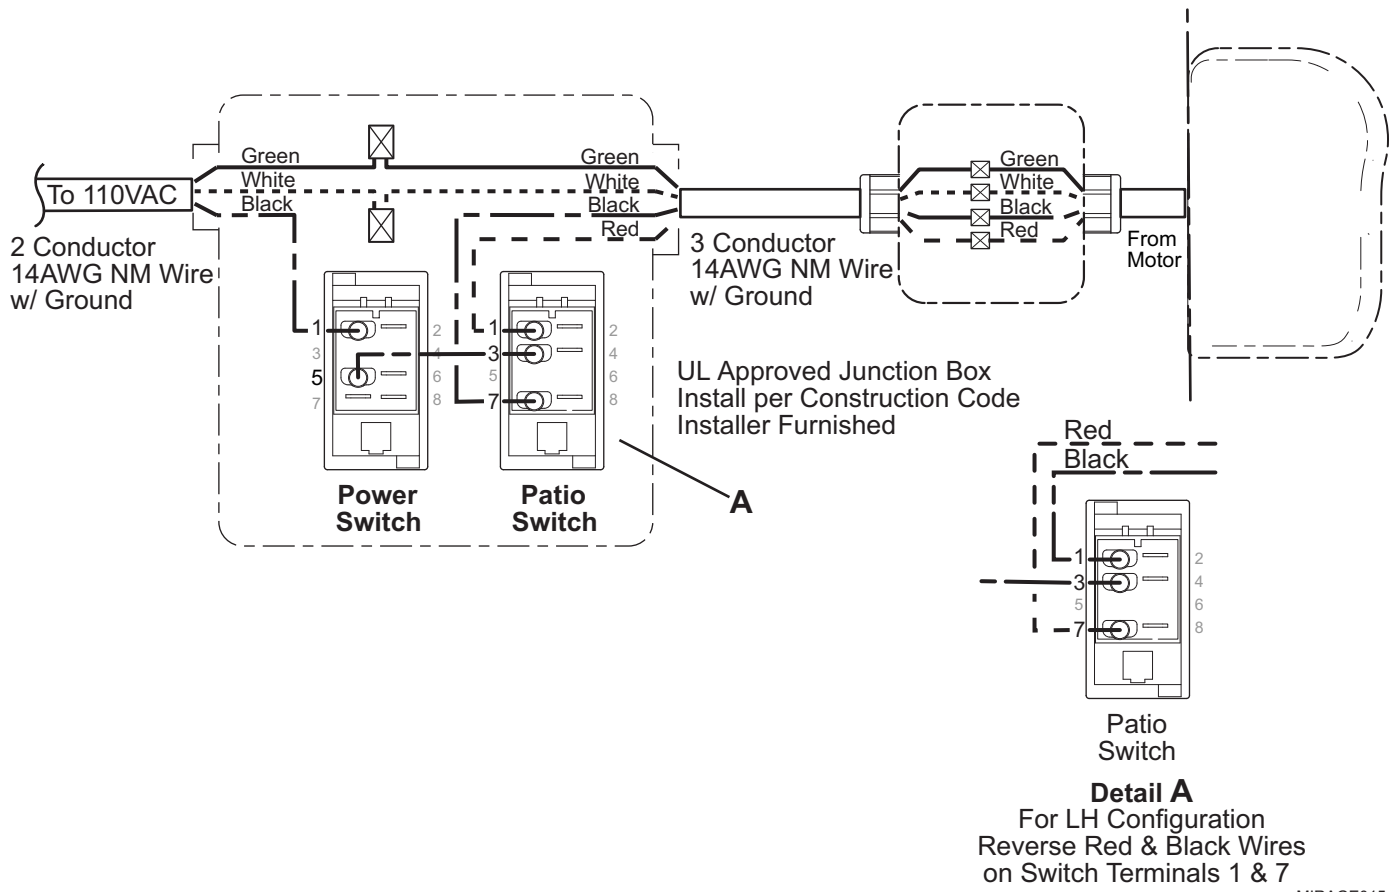 Green
White
Black
To 110VAC
2 Conductor
14AWG NM Wire
w/ Ground
Green
White
Black
Red
3 Conductor
14AWG NM Wire
w/ Ground
Green
White
Black
Red
From
Motor
1
3
5
7
2
4
6
8
Power
Switch
1
3
5
7
2
4
6
8
Patio
Switch
A
UL Approved Junction Box
Install per Construction Code
Installer Furnished
Red
Black
1
3
5
7
2
4
6
8
Patio
Switch
Detail A
For LH Configuration
Reverse Red & Black Wires
on Switch Terminals 1 & 7